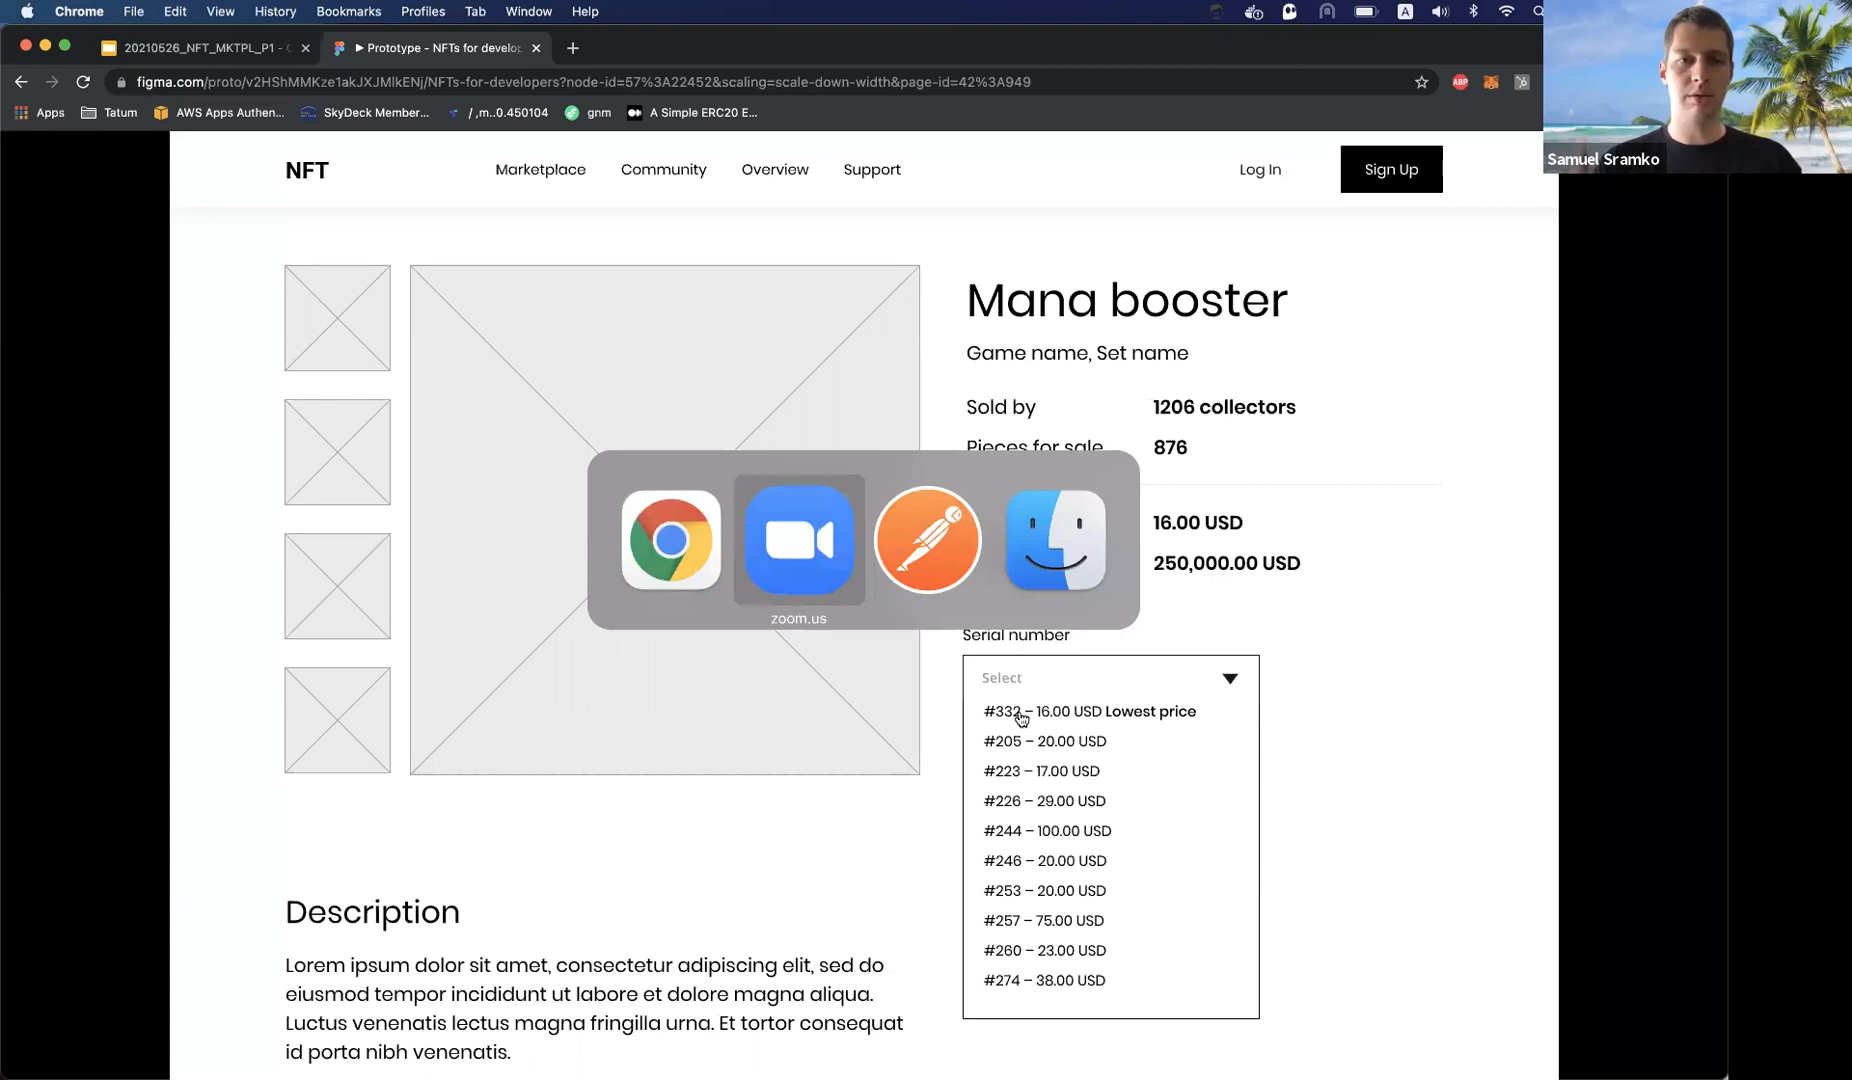 Chrome File Edit View History Bookmarks Profiles Tab Window Help
20210526_NFT_MKTPL_P1 - Prototype - NFTs for develop
figma.com/proto/v2HShMMKze1akJXJMlkENj/NFTs-for-developers?node-id=57%3A22452&scaling=scale-down-width&page-id=42%3A949
ABP
Apps Tatum AWS Apps Authen... SkyDeck Member... / ,m..0.450104 gnm A Simple ERC20 E...
Samuel Sramko
NFT Marketplace Community Overview Support Log In Sign Up
Mana booster
Game name, Set name
Sold by 1206 collectors
Pieces for sale 876
16.00 USD
250,000.00 USD
zoom.us
Serial number
Select
#332 – 16.00 USD Lowest price
#205 – 20.00 USD
#223 – 17.00 USD
#226 – 29.00 USD
#244 – 100.00 USD
#246 – 20.00 USD
#253 – 20.00 USD
#257 – 75.00 USD
#260 – 23.00 USD
#274 – 38.00 USD
Description
Lorem ipsum dolor sit amet, consectetur adipiscing elit, sed do
eiusmod tempor incididunt ut labore et dolore magna aliqua.
Luctus venenatis lectus magna fringilla urna. Et tortor consequat
id porta nibh venenatis.